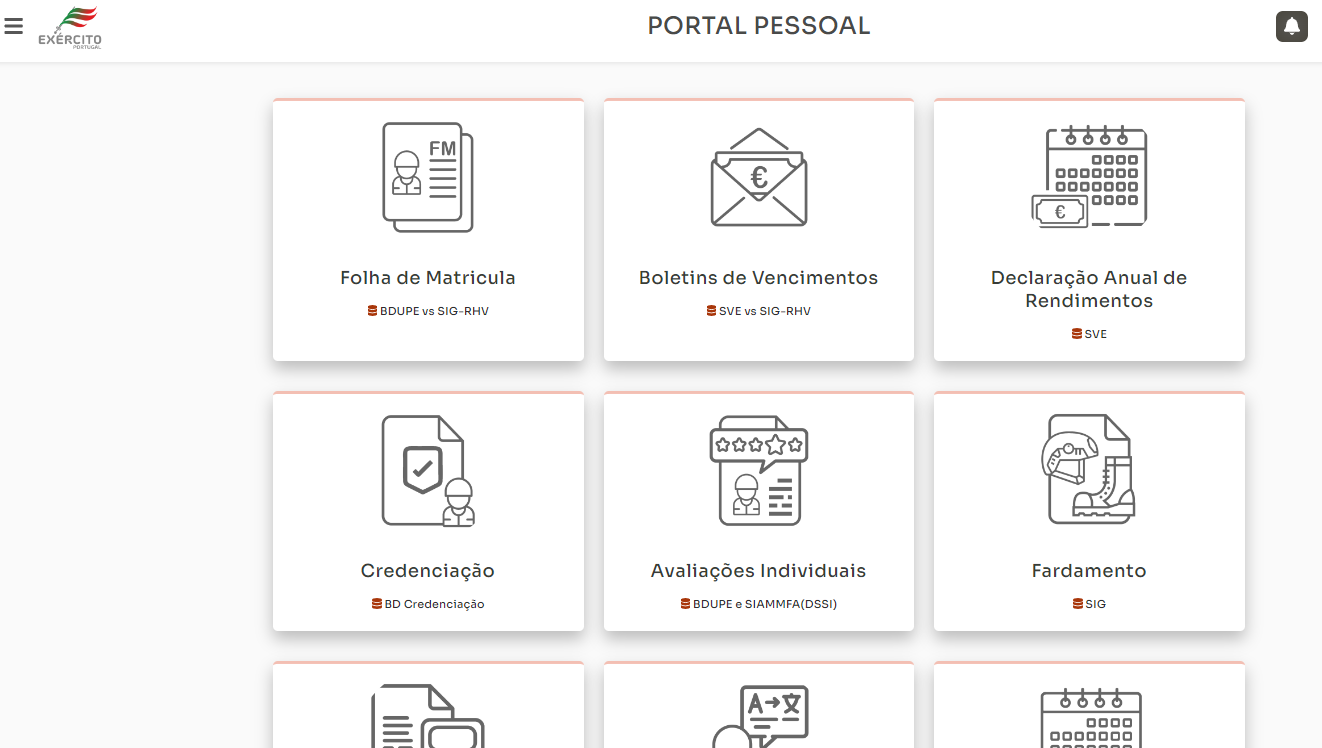 EXÉRCITO
PORTUGAL
PORTAL PESSOAL
FM
€
€
Folha de Matricula
BDUPE vs SIG-RHV
Boletins de Vencimentos
SVE vs SIG-RHV
Declaração Anual de
Rendimentos
SVE
Credenciação
BD Credenciação
Avaliações Individuais
BDUPE e SIAMMFA(DSSI)
Fardamento
SIG
A→文